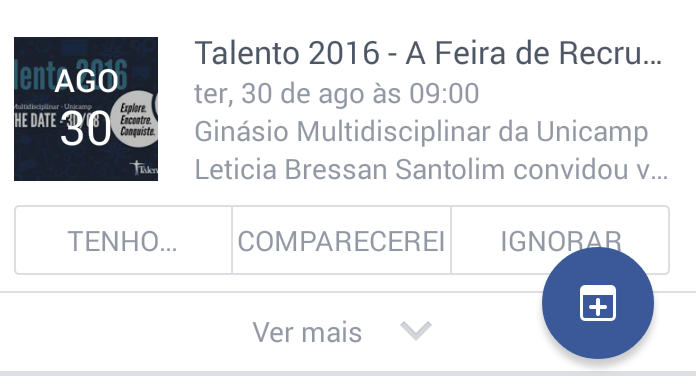 lento 2016
AGO
Multidisciplinar - Unicamp
HE DATE - 30/08
30
Explore.
Encontre.
Conquiste.
Talen
Talento 2016 - A Feira de Recru...
ter, 30 de ago às 09:00
Ginásio Multidisciplinar da Unicamp
Leticia Bressan Santolim convidou v...
TENHO...
COMPARECEREI
IGNORAR
Ver mais